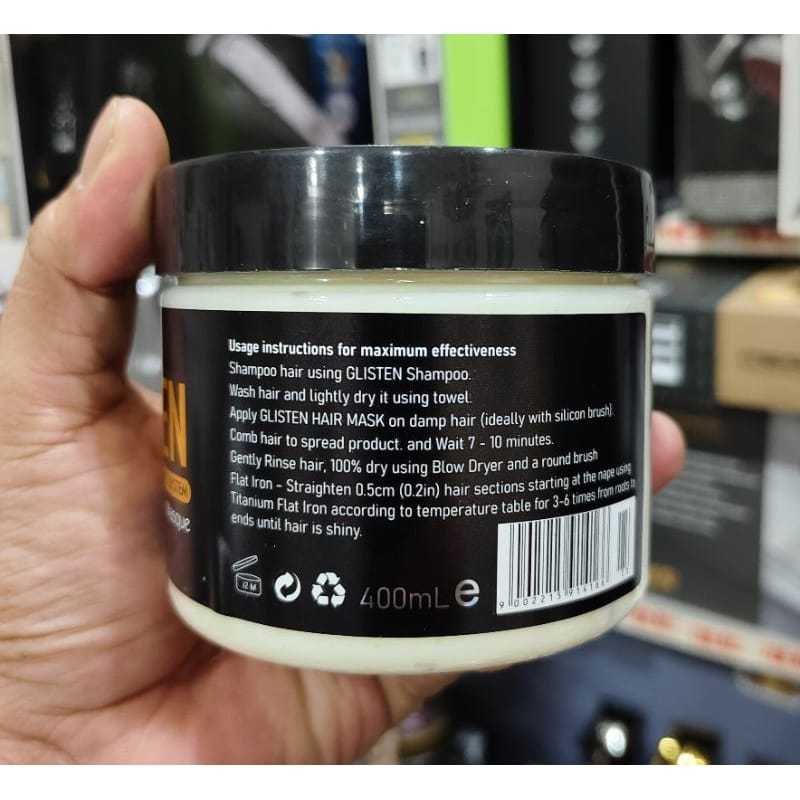 Usage instructions for maximum effectiveness
Shampoo hair using GLISTEN Shampoo.
Wash hair and lightly dry it using towel.
Apply GLISTEN HAIR MASK on damp hair (ideally with silicon brush).
Comb hair to spread product. and Wait 7 - 10 minutes.
Gently Rinse hair, 100% dry using Blow Dryer and a round brush
Flat Iron - Straighten 0.5cm (0.2in) hair sections starting at the nape using
Titanium Flat Iron according to temperature table for 3-6 times from roots to
ends until hair is shiny.
EN
SYSTEM
asque
400mL e